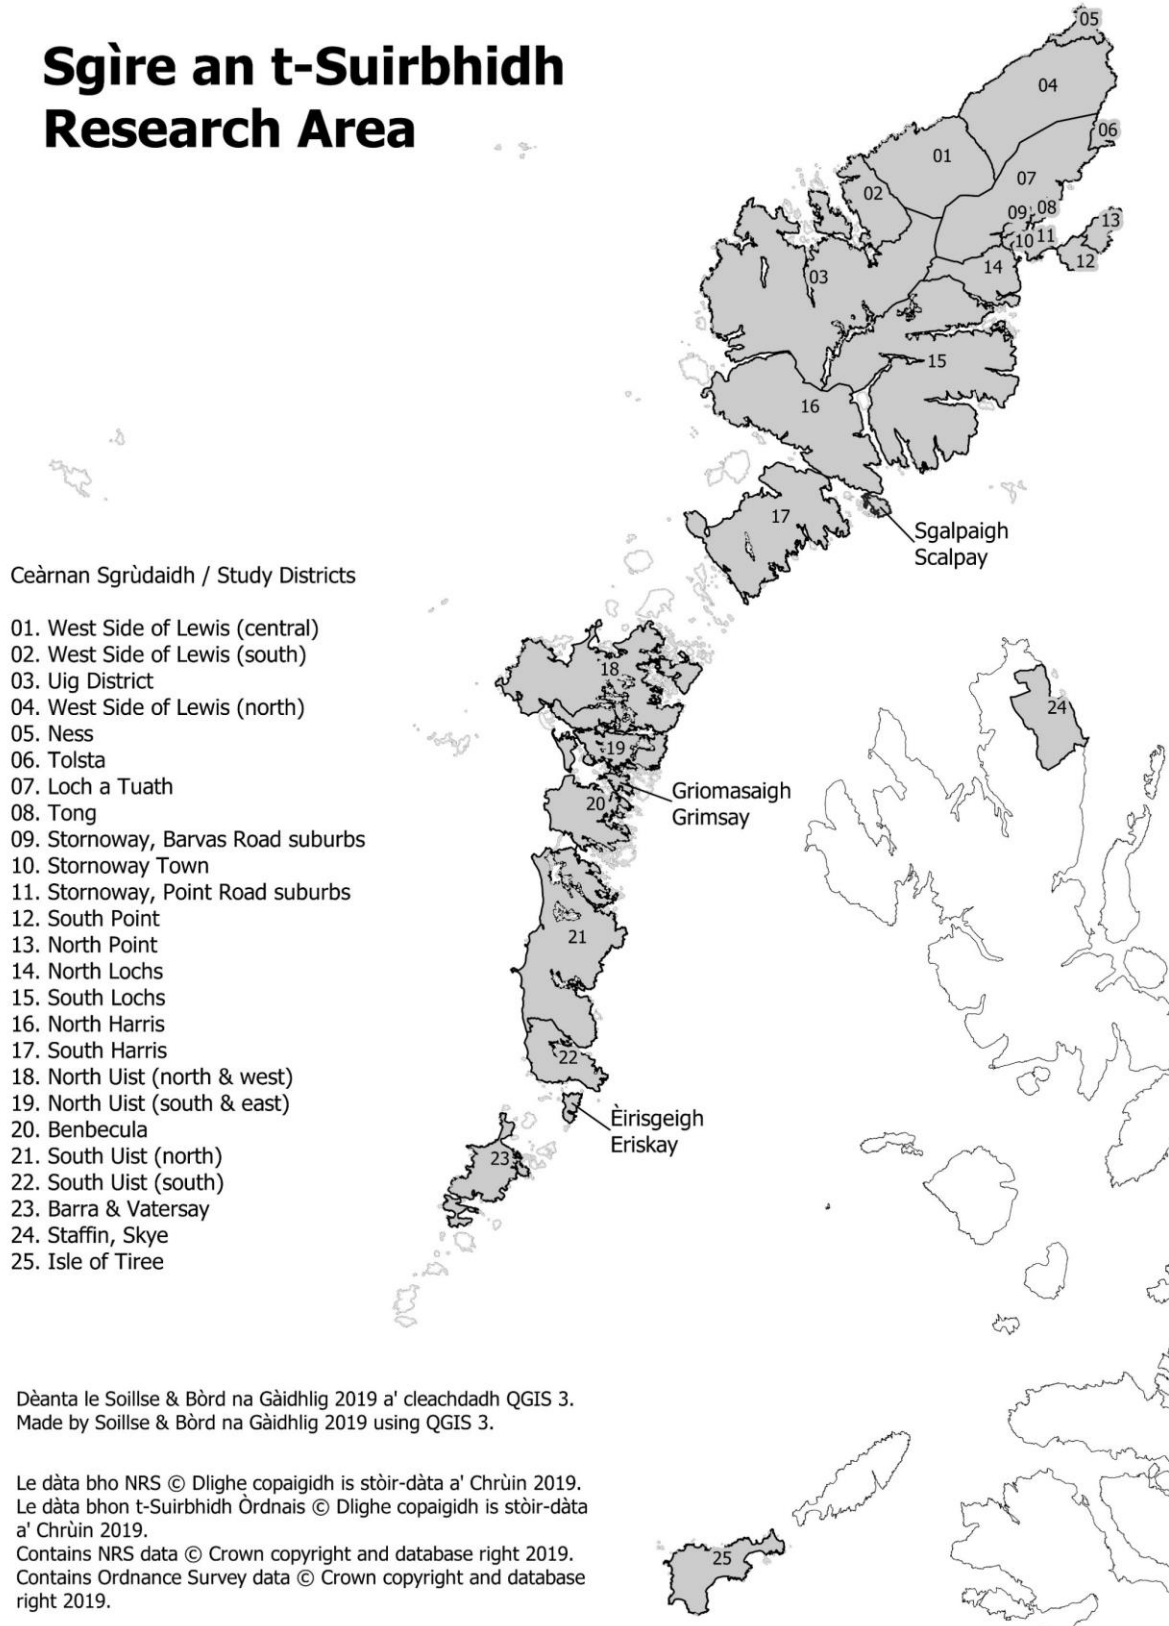 Sgìre an t-Suirbhidh
Research Area
05
04
06
01
07
02
09
08
13
10
11
12
14
03
15
16
17
Sgalpaigh
Scalpay
Ceàrnan Sgrùdaidh / Study Districts
01. West Side of Lewis (central)
02. West Side of Lewis (south)
03. Uig District
04. West Side of Lewis (north)
05. Ness
06. Tolsta
07. Loch a Tuath
08. Tong
09. Stornoway, Barvas Road suburbs
10. Stornoway Town
11. Stornoway, Point Road suburbs
12. South Point
13. North Point
14. North Lochs
15. South Lochs
16. North Harris
17. South Harris
18. North Uist (north & west)
19. North Uist (south & east)
20. Benbecula
21. South Uist (north)
22. South Uist (south)
23. Barra & Vatersay
24. Staffin, Skye
25. Isle of Tiree
18
24
19
Griomasaigh
Grimsay
20
21
22
Èirisgeigh
Eriskay
23
Dèanta le Soillse & Bòrd na Gàidhlig 2019 a' cleachdadh QGIS 3.
Made by Soillse & Bòrd na Gàidhlig 2019 using QGIS 3.
Le dàta bho NRS © Dlighe copaigidh is stòir-dàta a' Chrùin 2019.
Le dàta bhon t-Suirbhidh Òrdnais © Dlighe copaigidh is stòir-dàta
a' Chrùin 2019.
Contains NRS data © Crown copyright and database right 2019.
Contains Ordnance Survey data © Crown copyright and database
right 2019.
25